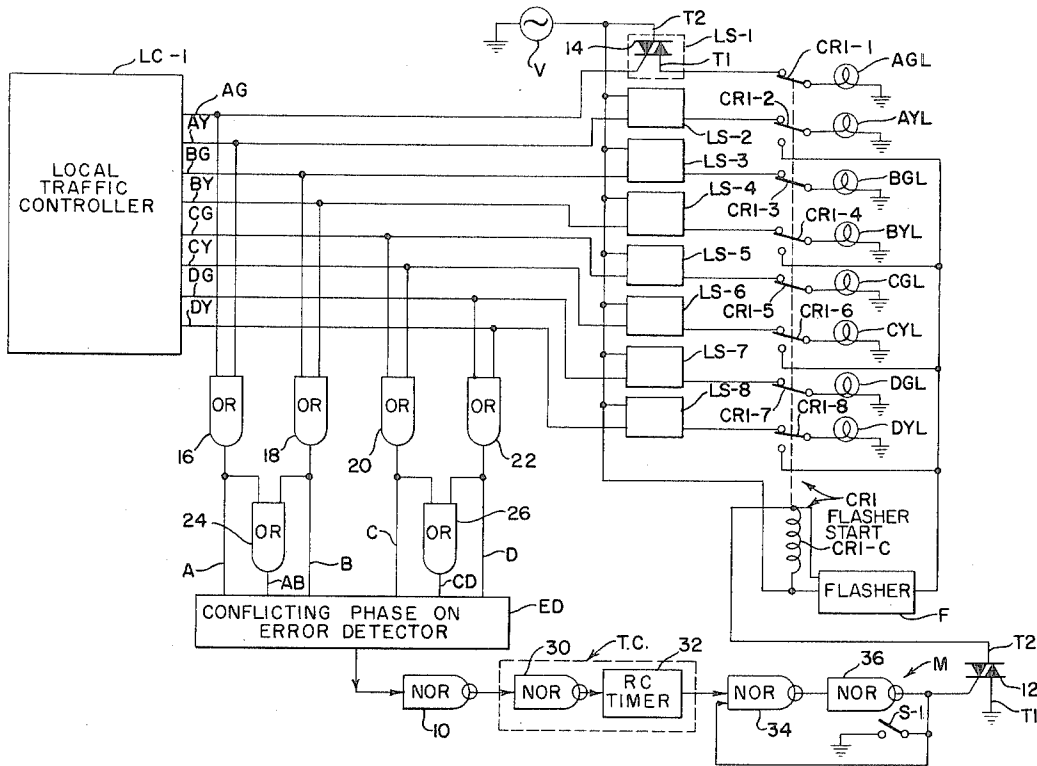 LC-1
LOCAL
TRAFFIC
CONTROLLER
AG
AY
BG
BY
CG
CY
DG
DY
V
T2
14
LS-1
T1
CR1-1
AGL
CR1-2
LS-2
AYL
LS-3
CR1-3
BGL
LS-4
CR1-4
BYL
LS-5
CR1-5
CGL
LS-6
CR1-6
CYL
LS-7
CR1-7
DGL
LS-8
CR1-8
DYL
OR
16
OR
18
OR
20
OR
22
OR
24
OR
26
A
AB
B
C
CD
D
CONFLICTING PHASE ON
ERROR DETECTOR
ED
CR1
FLASHER
START
CR1-C
FLASHER
F
NOR
10
T.C.
30
NOR
32
RC
TIMER
NOR
34
36
NOR
M
S-1
T2
12
T1